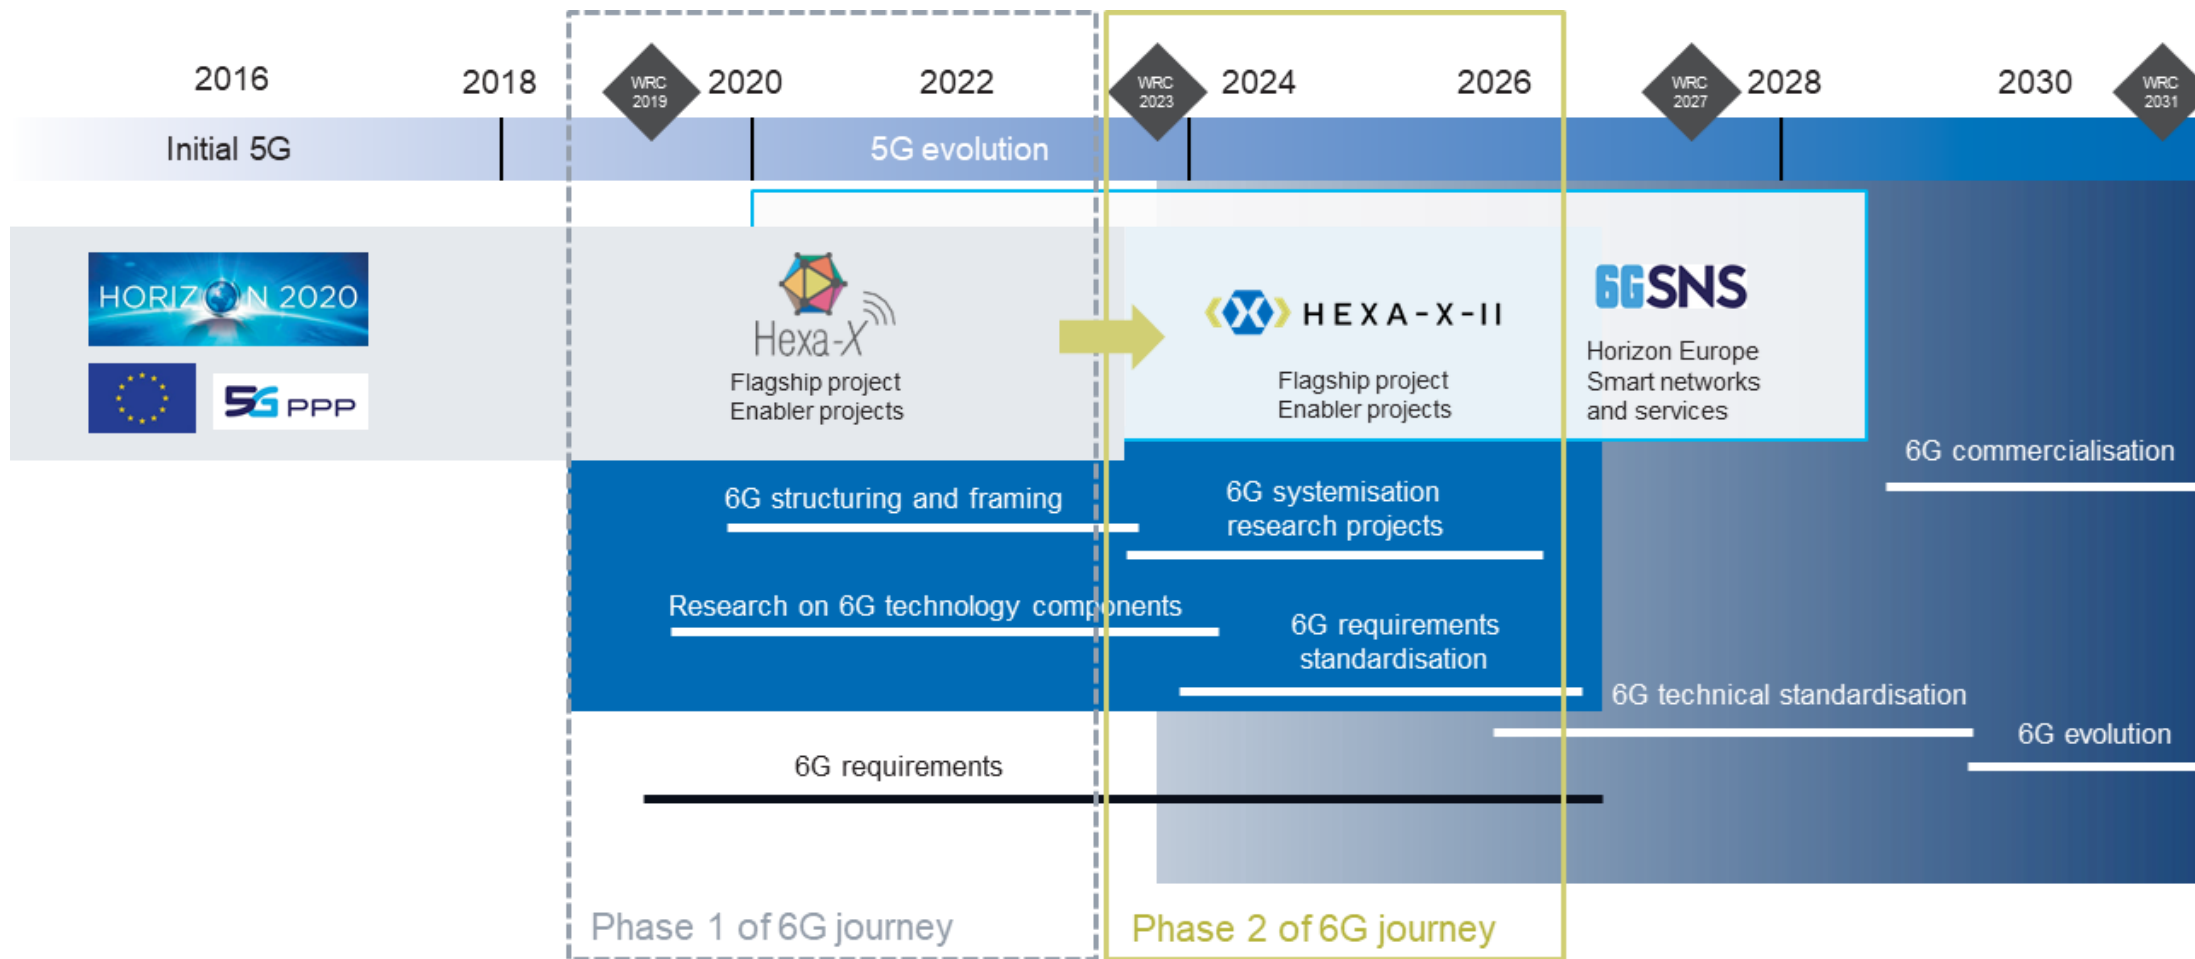 2016
2018
WRC
2019
2020
2022
WRC
2023
2024
2026
WRC
2027
2028
2030
WRC
2031
Initial 5G
5G evolution
HORIZON 2020
5G PPP
Hexa-X
Flagship project
Enabler projects
HEXA-X-II
Flagship project
Enabler projects
6GSNS
Horizon Europe
Smart networks
and services
6G commercialisation
6G structuring and framing
6G systemisation
research projects
Research on 6G technology components
6G requirements
standardisation
6G technical standardisation
6G evolution
6G requirements
Phase 1 of 6G journey
Phase 2 of 6G journey